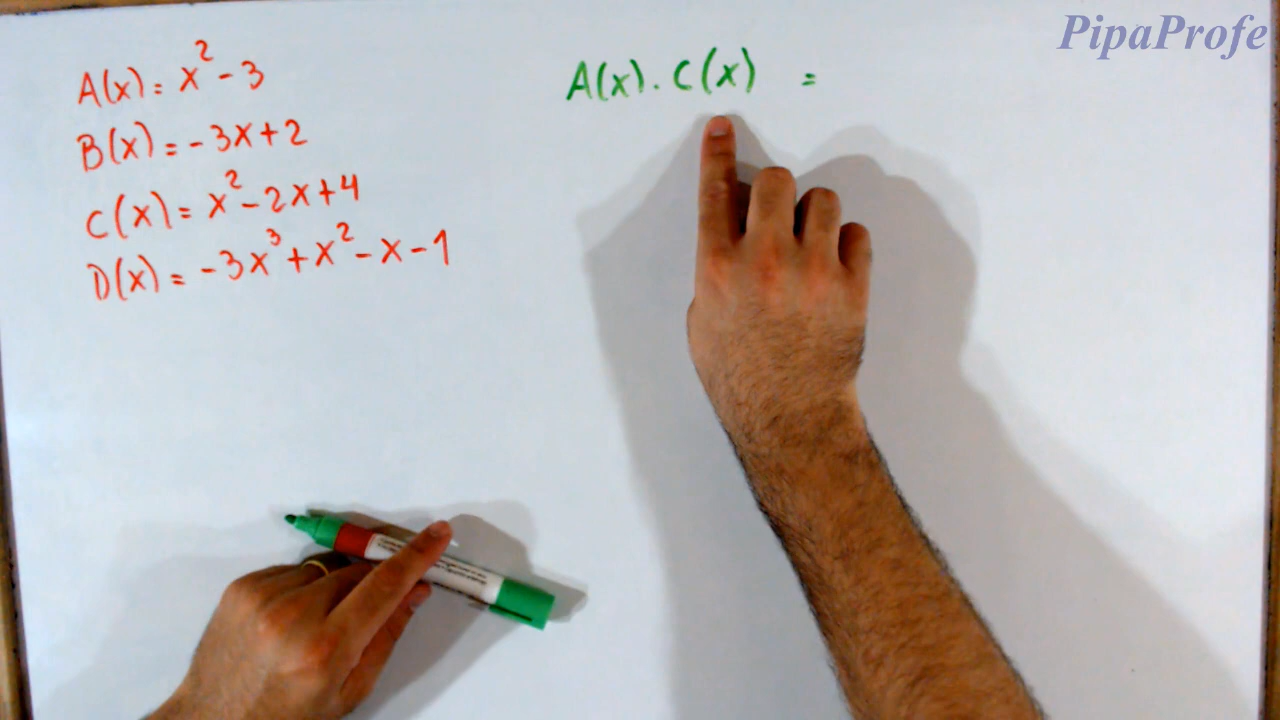 PipaProfe
A(x) = x² - 3
B(x) = - 3x + 2
C(x) = x² - 2x + 4
D(x) = - 3x³ + x² - x - 1
A(x) . C(x) =